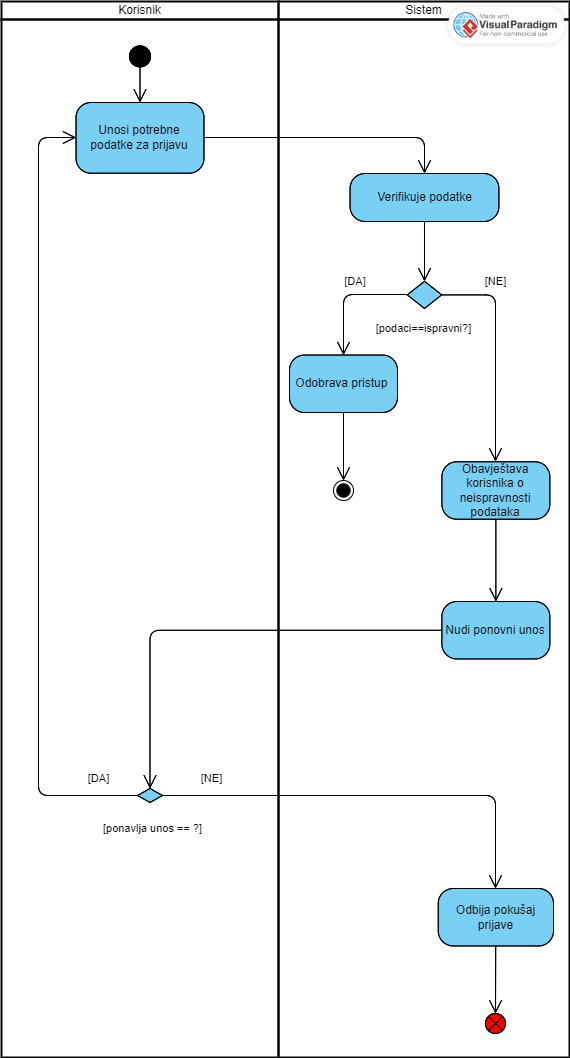 Korisnik
Sistem
Made with
Visual Paradigm
For non-commercial use
Unosi potrebne
podatke za prijavu
Verifikuje podatke
[DA]
[NE]
[podaci==ispravni?]
Odobrava pristup
Obavještava
korisnika o
neispravnosti
podataka
Nudi ponovni unos
[DA]
[NE]
[ponavlja unos == ?]
Odbija pokušaj
prijave